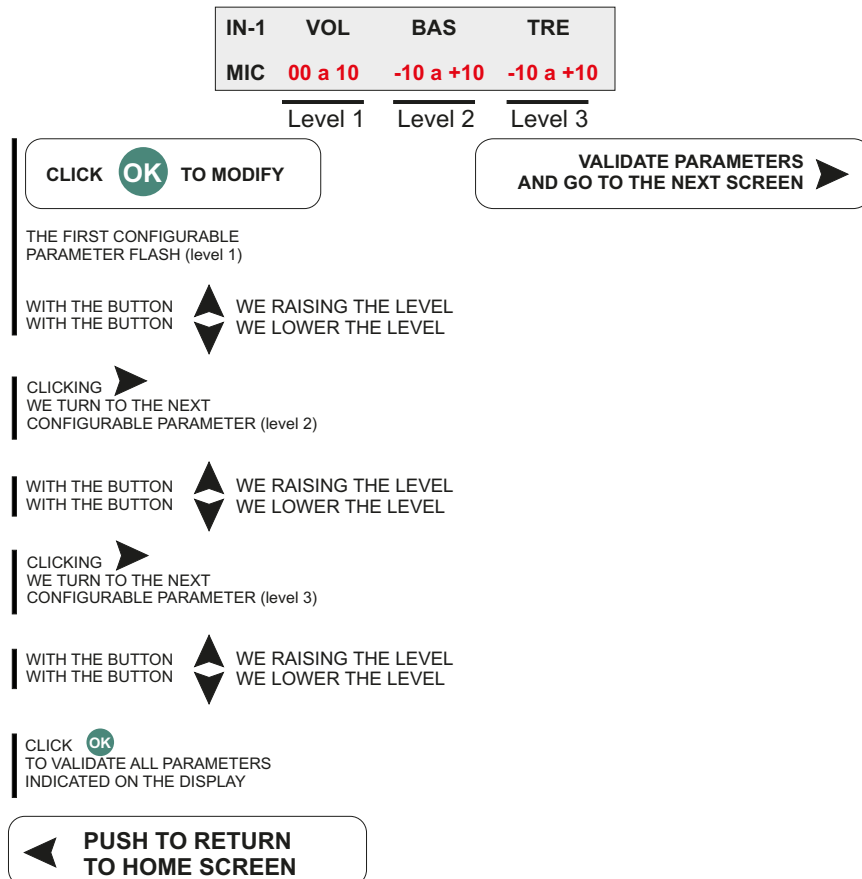 IN-1 VOL BAS TRE
MIC 00 a 10 -10 a +10 -10 a +10
Level 1 Level 2 Level 3
CLICK OK TO MODIFY
VALIDATE PARAMETERS
AND GO TO THE NEXT SCREEN
THE FIRST CONFIGURABLE
PARAMETER FLASH (level 1)
WITH THE BUTTON WE RAISING THE LEVEL
WITH THE BUTTON WE LOWER THE LEVEL
CLICKING
WE TURN TO THE NEXT
CONFIGURABLE PARAMETER (level 2)
WITH THE BUTTON WE RAISING THE LEVEL
WITH THE BUTTON WE LOWER THE LEVEL
CLICKING
WE TURN TO THE NEXT
CONFIGURABLE PARAMETER (level 3)
WITH THE BUTTON WE RAISING THE LEVEL
WITH THE BUTTON WE LOWER THE LEVEL
CLICK OK
TO VALIDATE ALL PARAMETERS
INDICATED ON THE DISPLAY
PUSH TO RETURN
TO HOME SCREEN